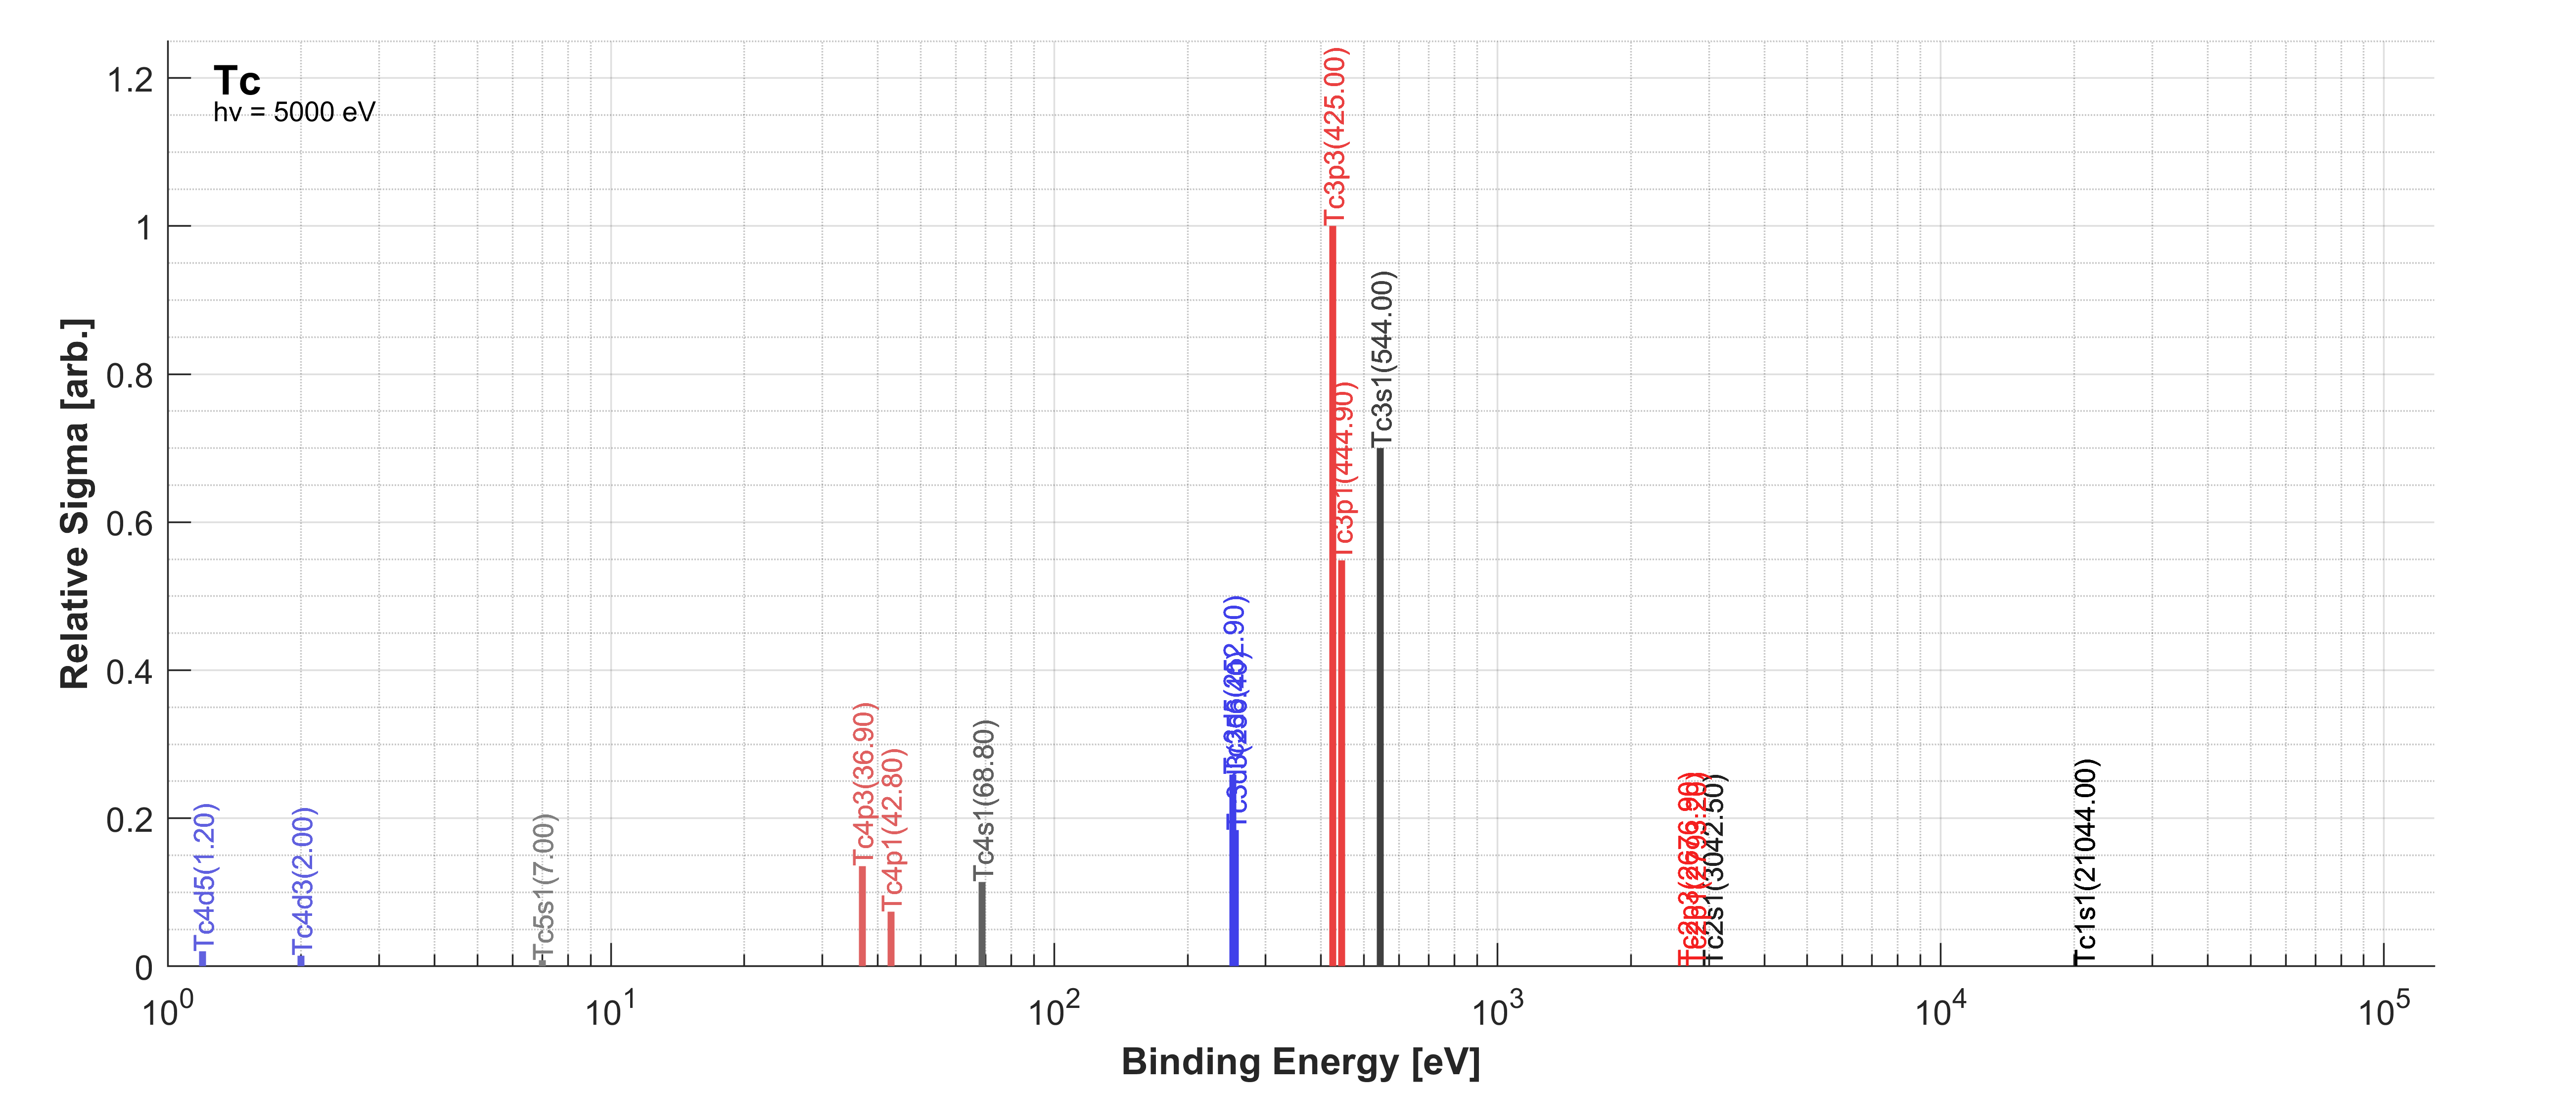 Tc
hv = 5000 eV
Relative Sigma [arb.]
1.2
1
0.8
0.6
0.4
0.2
0
Tc4d5(1.20)
Tc4d3(2.00)
Tc5s1(7.00)
Tc4p3(36.90)
Tc4p1(42.80)
Tc4s1(68.80)
Tc3p3(425.00)
Tc3p1(444.90)
Tc3s1(544.00)
Tc2s1(3042.50)
Tc1s1(21044.00)
10^0
10^1
10^2
10^3
10^4
10^5
Binding Energy [eV]